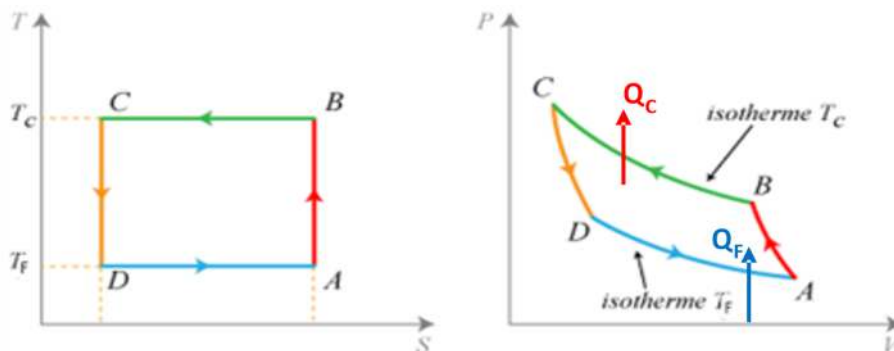 T
T_C
C
B
T_F
D
A
S
P
C
Q_C
isotherme T_C
B
D
Q_F
isotherme T_F
A
V